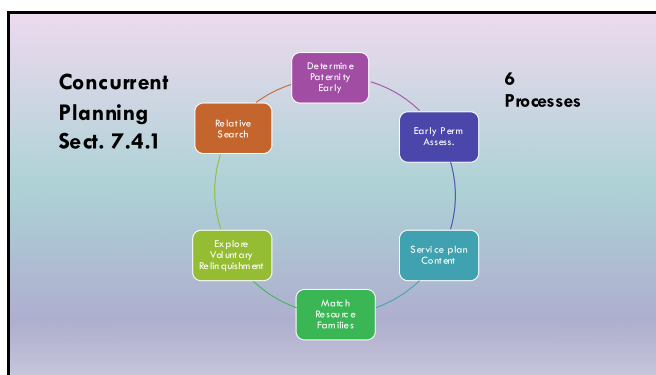 Concurrent
Planning
Sect. 7.4.1
6
Processes
Determine
Paternity
Early
Early Perm
Assess.
Service plan
Content
Match
Resource
Families
Explore
Voluntary
Relinquishment
Relative
Search